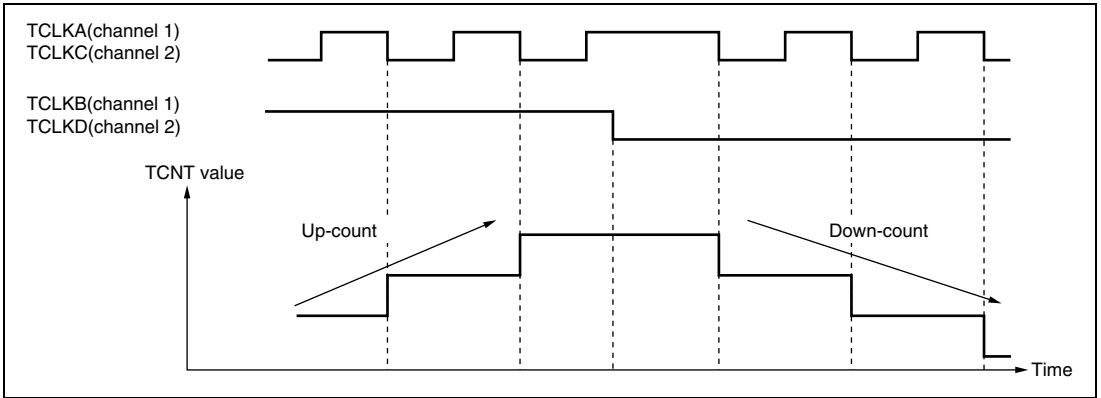 TCLKA(channel 1)
TCLKC(channel 2)
TCLKB(channel 1)
TCLKD(channel 2)
TCNT value
Up-count
Down-count
Time